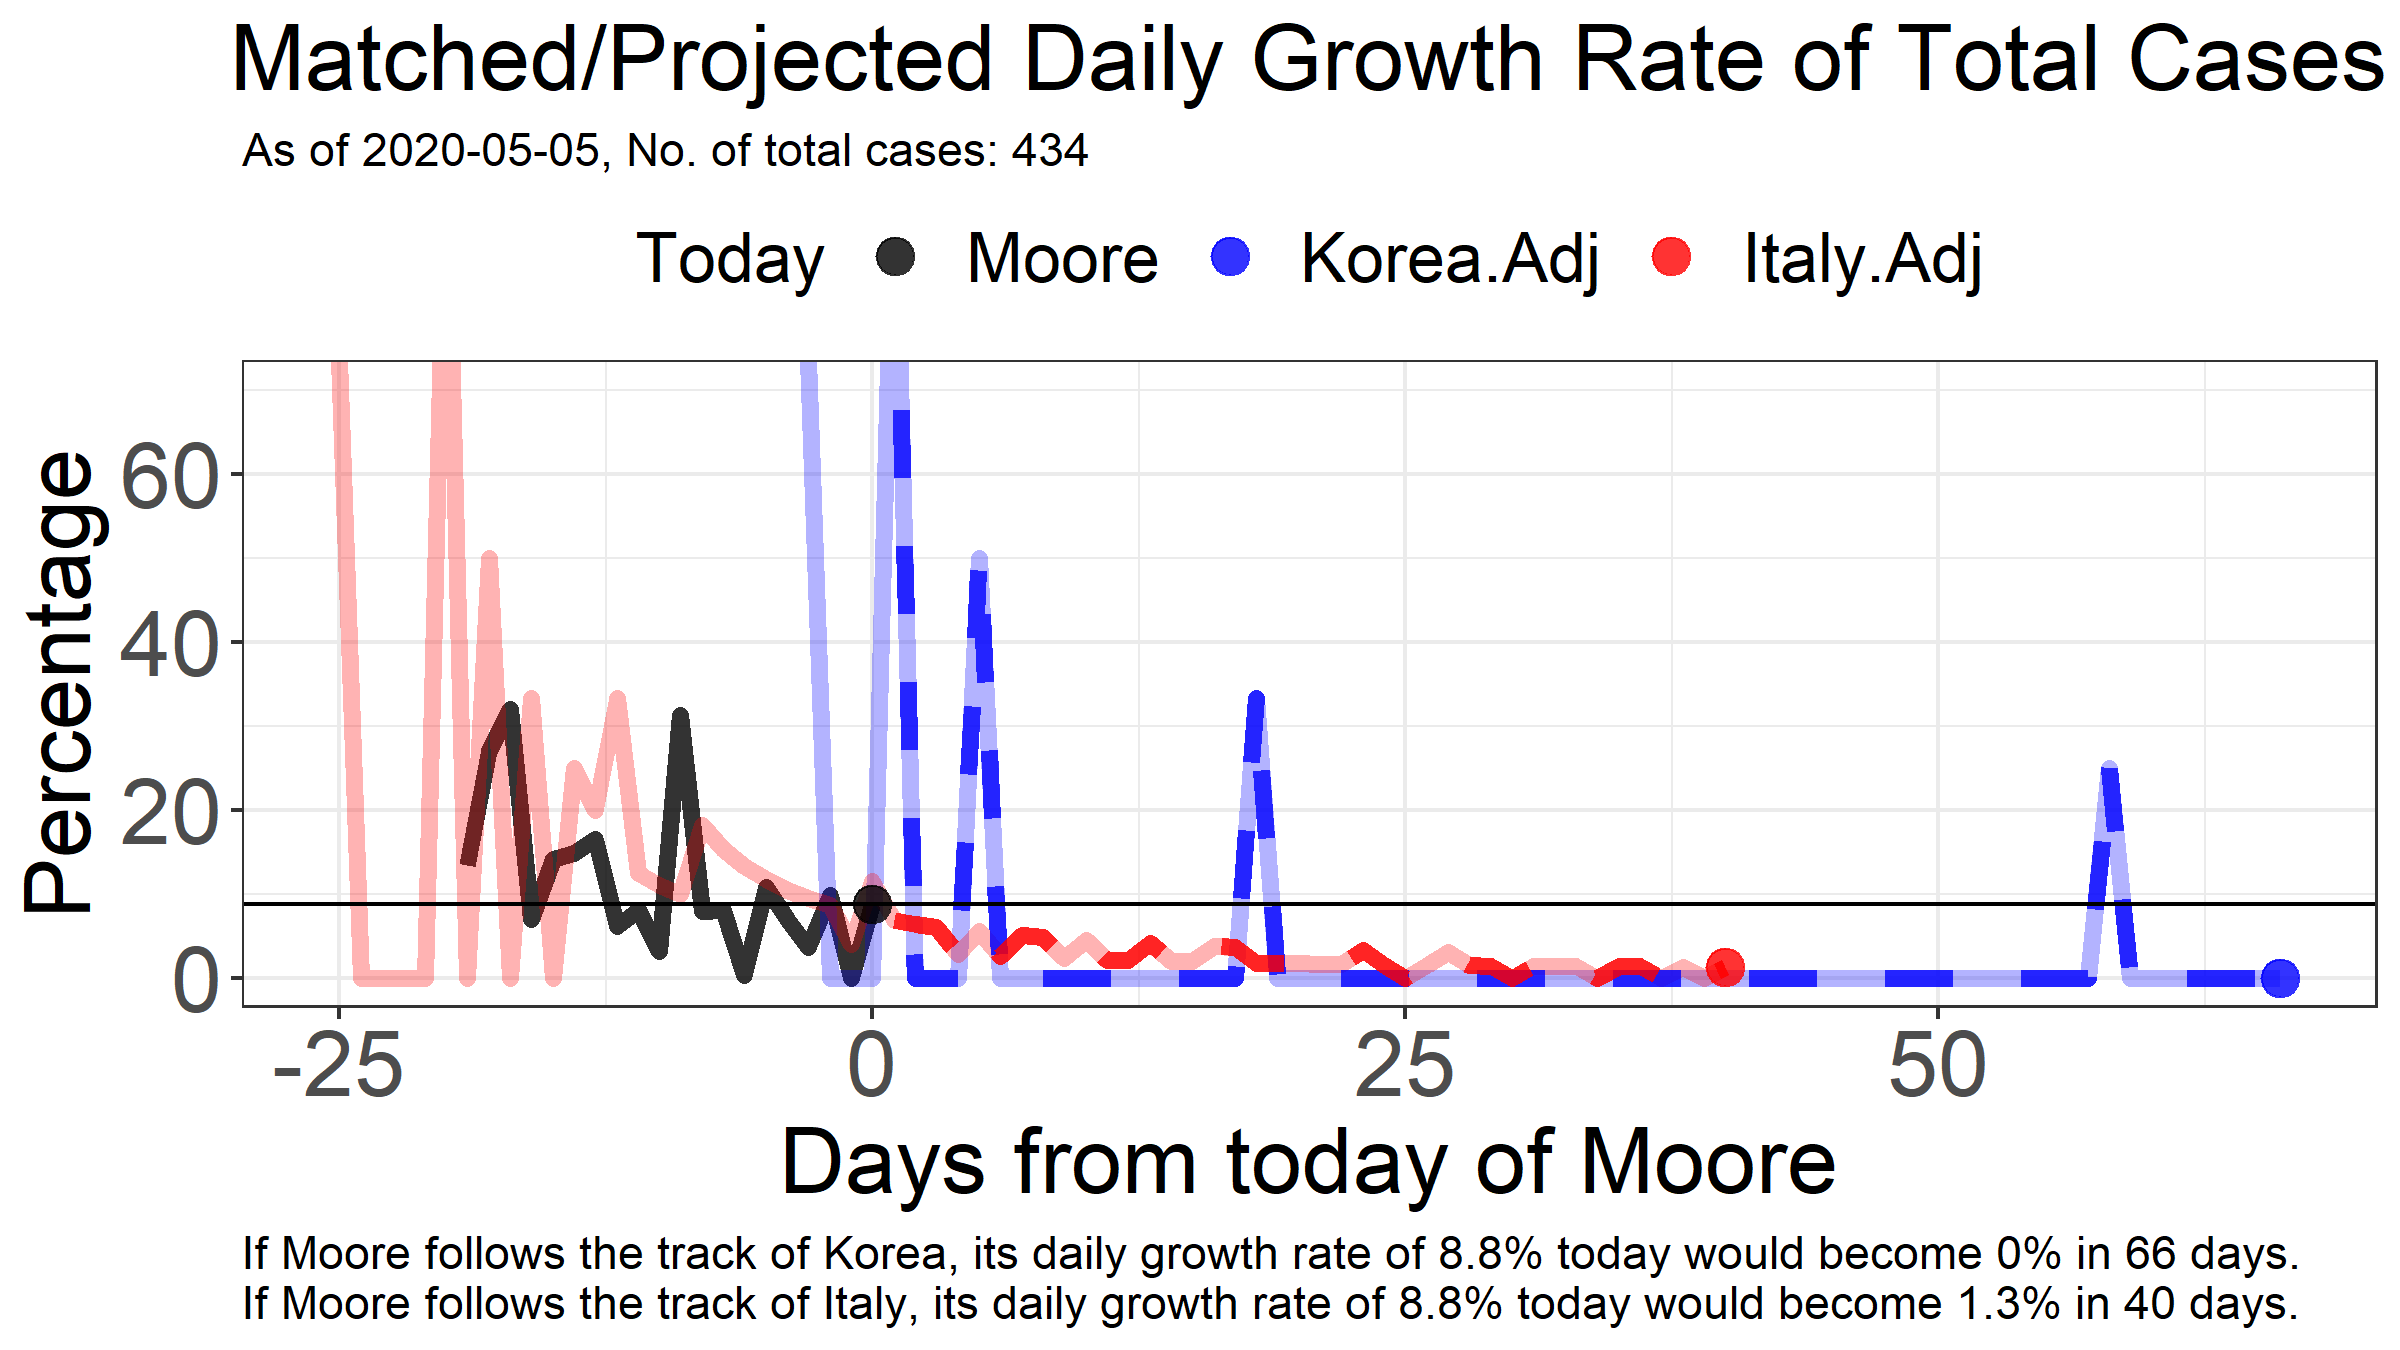 Matched/Projected Daily Growth Rate of Total Cases
As of 2020-05-05, No. of total cases: 434
Today Moore Korea.Adj Italy.Adj
Percentage
60
40
20
0
-25 0 25 50
Days from today of Moore
If Moore follows the track of Korea, its daily growth rate of 8.8% today would become 0% in 66 days.
If Moore follows the track of Italy, its daily growth rate of 8.8% today would become 1.3% in 40 days.